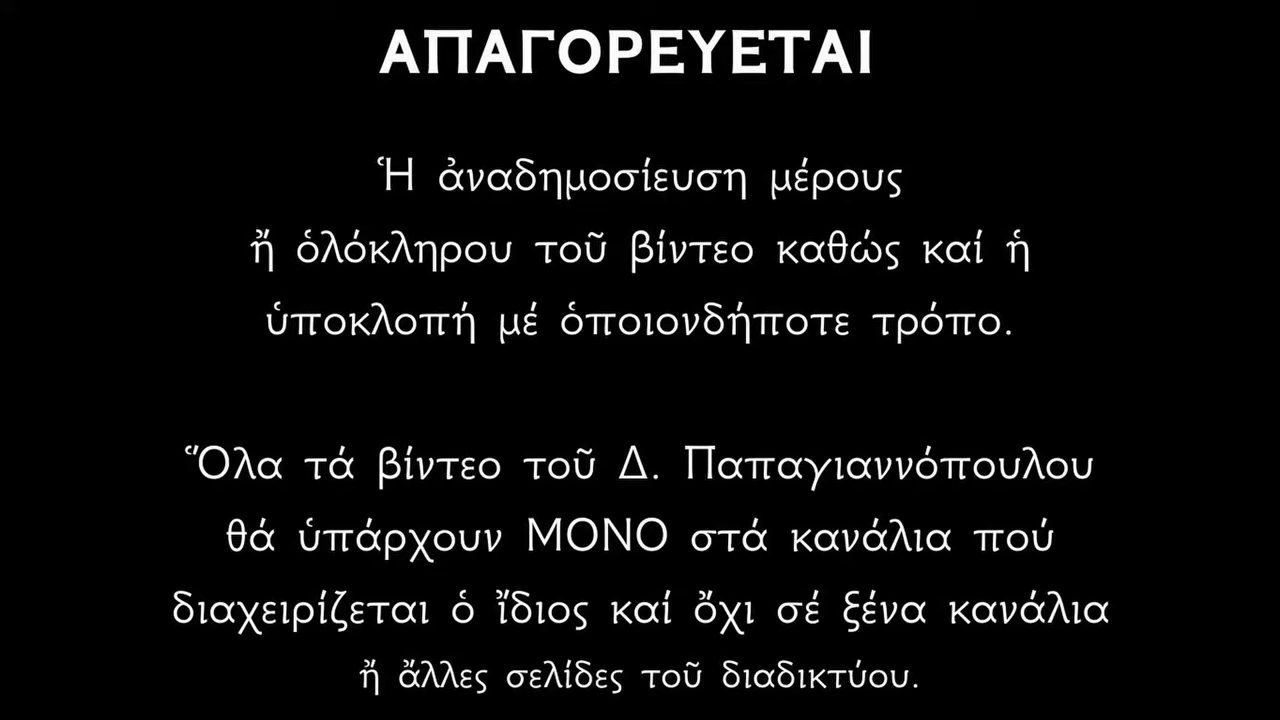 ΑΠΑΓΟΡΕΥΕΤΑΙ
Ἡ ἀναδημοσίευση μέρους
ἤ ὁλόκληρου τοῦ βίντεο καθώς καί ἡ
ὑποκλοπή μέ ὁποιονδήποτε τρόπο.
Ὅλα τά βίντεο τοῦ Δ. Παπαγιαννόπουλου
θά ὑπάρχουν ΜΟΝΟ στά κανάλια πού
διαχειρίζεται ὁ ἴδιος καί ὄχι σέ ξένα κανάλια
ἤ ἄλλες σελίδες τοῦ διαδικτύου.